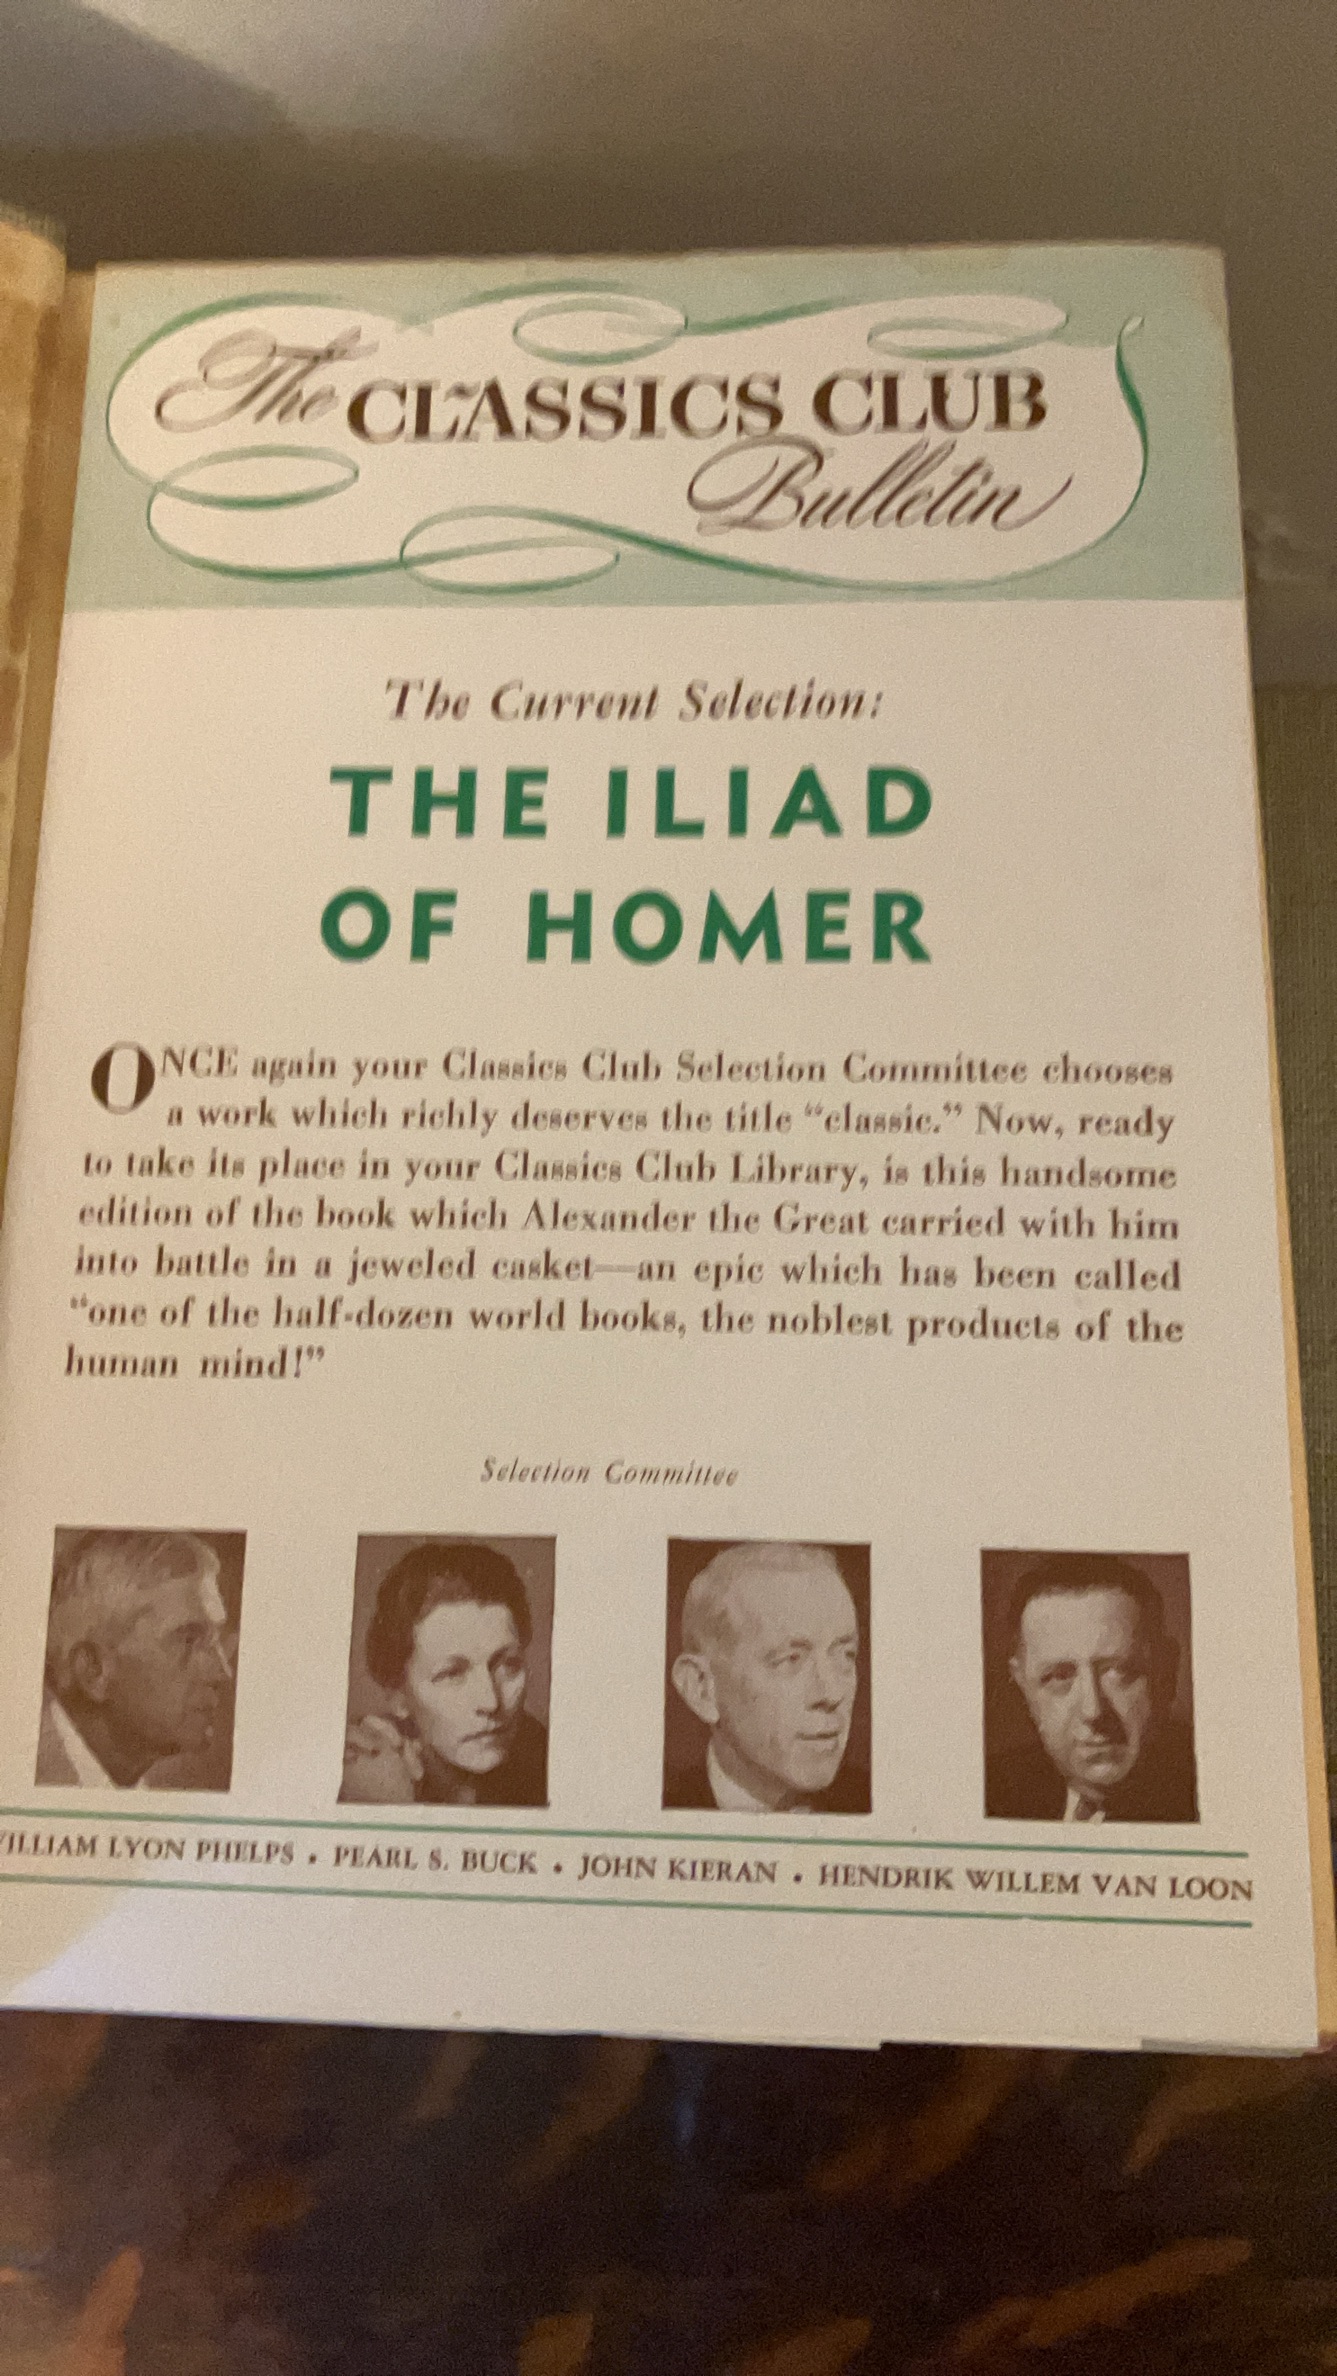 The CLASSICS CLUB
Bulletin
The Current Selection:
THE ILIAD
OF HOMER
ONCE again your Classics Club Selection Committee chooses
a work which richly deserves the title “classic.” Now, ready
to take its place in your Classics Club Library, is this handsome
edition of the book which Alexander the Great carried with him
into battle in a jeweled casket—an epic which has been called
“one of the half-dozen world books, the noblest products of the
human mind!”
Selection Committee
WILLIAM LYON PHELPS • PEARL S. BUCK • JOHN KIERAN • HENDRIK WILLEM VAN LOON